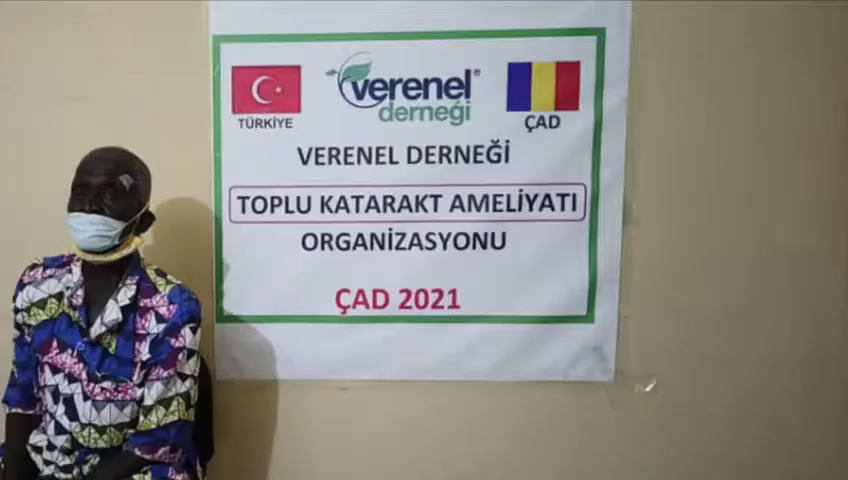 verenel®
derneği
TÜRKİYE
ÇAD
VERENEL DERNEĞİ
TOPLU KATARAKT AMELİYATI
ORGANİZASYONU
ÇAD 2021